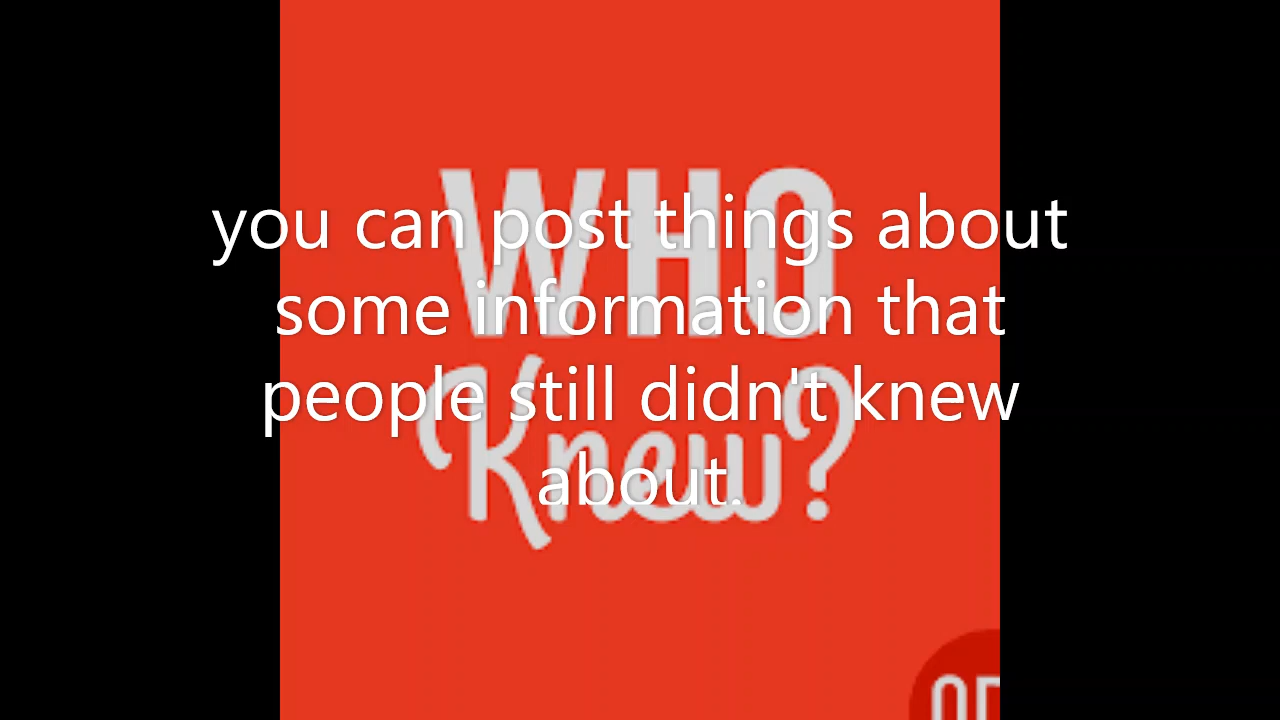 WHO
Knew?
you can post things about
some information that
people still didn't knew
about.